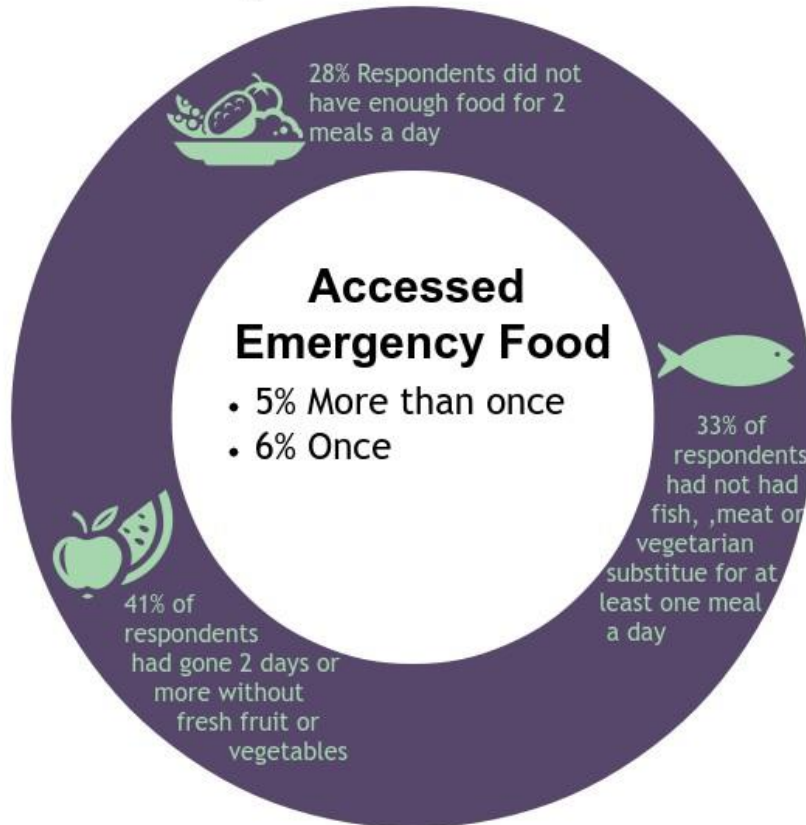 28% Respondents did not
have enough food for 2
meals a day
Accessed
Emergency Food
• 5% More than once
• 6% Once
33% of
respondents
had not had
fish, ,meat or
vegetarian
substitue for at
least one meal
a day
41% of
respondents
had gone 2 days or
more without
fresh fruit or
vegetables